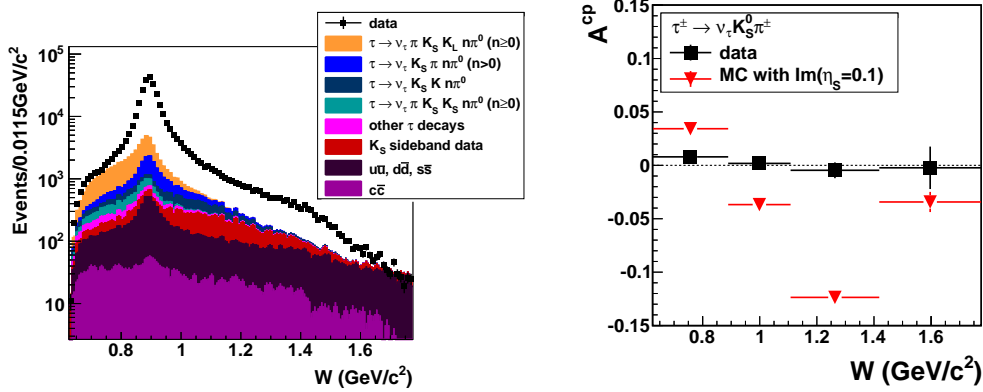 data
τ → ν_τ π K_S K_L nπ⁰ (n≥0)
τ → ν_τ K_S π nπ⁰ (n>0)
τ → ν_τ K_S K nπ⁰
τ → ν_τ π K_S K_S nπ⁰ (n≥0)
other τ decays
K_S sideband data
uū, dd̄, ss̄
cc̄
Events/0.0115GeV/c²
10⁵
10⁴
10³
10²
10
0.8
1
1.2
1.4
1.6
W (GeV/c²)
A^cp
0.15
0.1
0.05
0
-0.05
-0.1
-0.15
τ^± → ν_τ K_S^0 π^±
data
MC with Im(η_S=0.1)
0.8
1
1.2
1.4
1.6
W (GeV/c²)